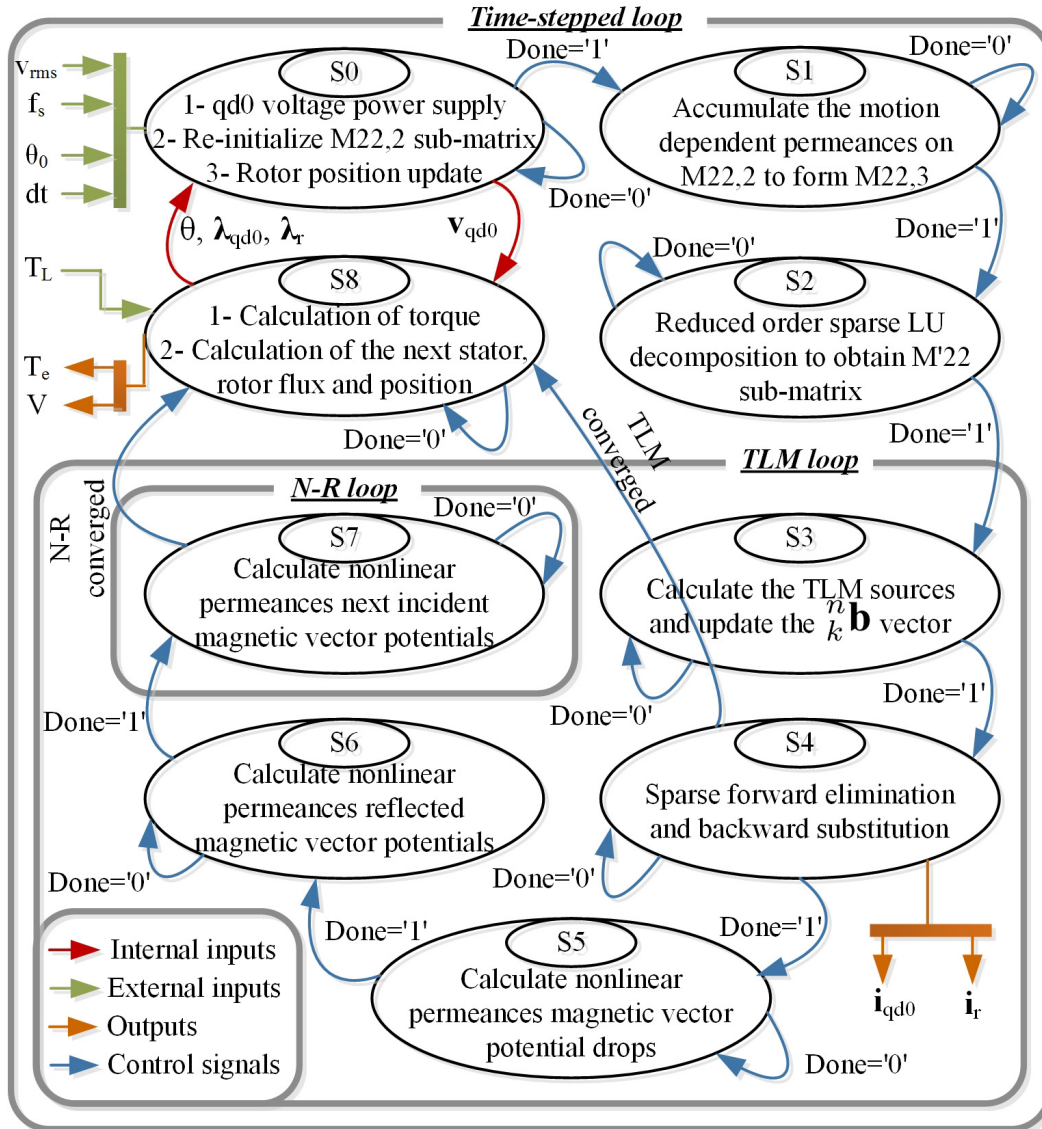 Time-stepped loop
v_rms
f_s
θ_0
dt
S0
1- qd0 voltage power supply
2- Re-initialize M22,2 sub-matrix
3- Rotor position update
Done='1'
Done='0'
S1
Accumulate the motion
dependent permeances on
M22,2 to form M22,3
Done='0'
Done='1'
θ, λ_qd0, λ_r
v_qd0
T_L
T_e
V
S8
1- Calculation of torque
2- Calculation of the next stator,
rotor flux and position
Done='0'
Done='0'
S2
Reduced order sparse LU
decomposition to obtain M'22
sub-matrix
Done='1'
TLM
converged
N-R
converged
TLM loop
N-R loop
S7
Calculate nonlinear
permeances next incident
magnetic vector potentials
Done='0'
S3
Calculate the TLM sources
and update the n k b vector
Done='0'
Done='1'
Done='1'
S6
Calculate nonlinear
permeances reflected
magnetic vector potentials
Done='0'
S4
Sparse forward elimination
and backward substitution
Done='0'
Done='1'
i_qd0
i_r
Done='1'
S5
Calculate nonlinear
permeances magnetic vector
potential drops
Done='0'
Internal inputs
External inputs
Outputs
Control signals